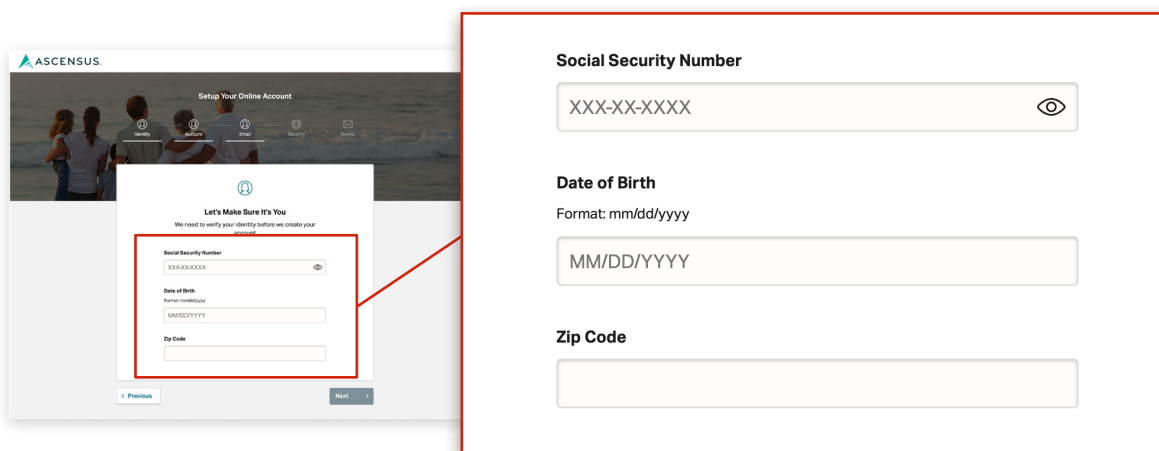 ASCENSUS.
Setup Your Online Account
Identity Account Email Security Review
Let's Make Sure It's You
We need to verify your identity before we create your
account
Social Security Number
XXX-XX-XXXX
Date of Birth
Format: mm/dd/yyyy
MM/DD/YYYY
Zip Code
< Previous
Next >
Social Security Number
XXX-XX-XXXX
Date of Birth
Format: mm/dd/yyyy
MM/DD/YYYY
Zip Code